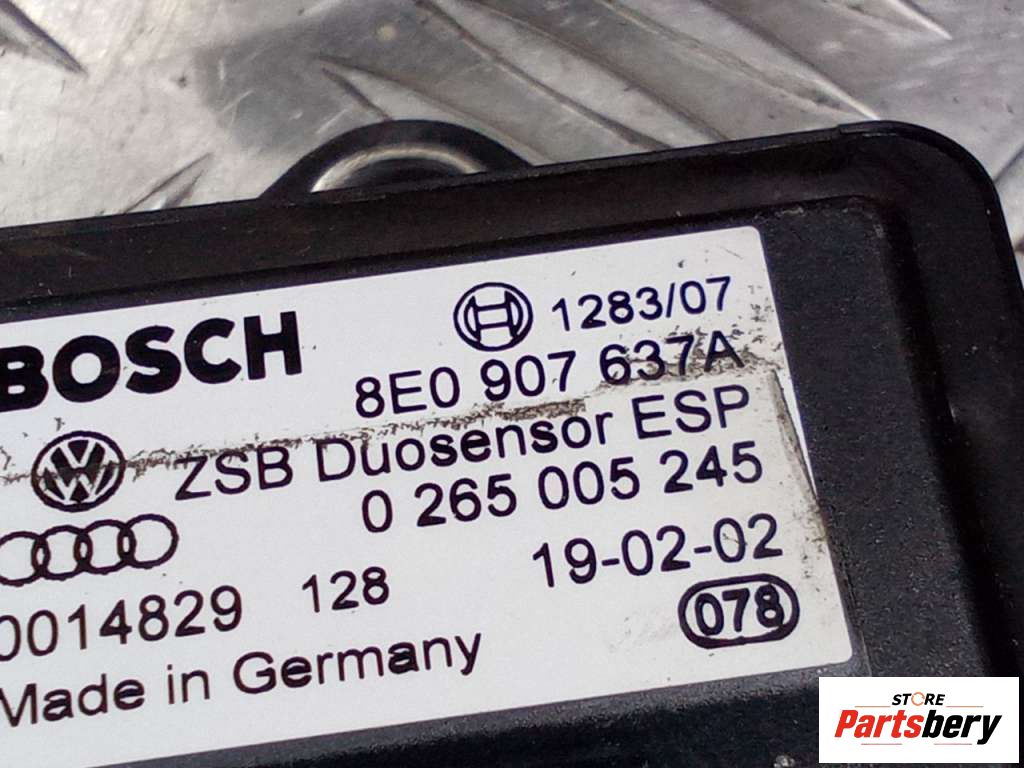 BOSCH 1283/07
8E0 907 637A
ZSB Duosensor ESP
0 265 005 245
0014829 128 19-02-02
078
Made in Germany
STORE
Partsbery